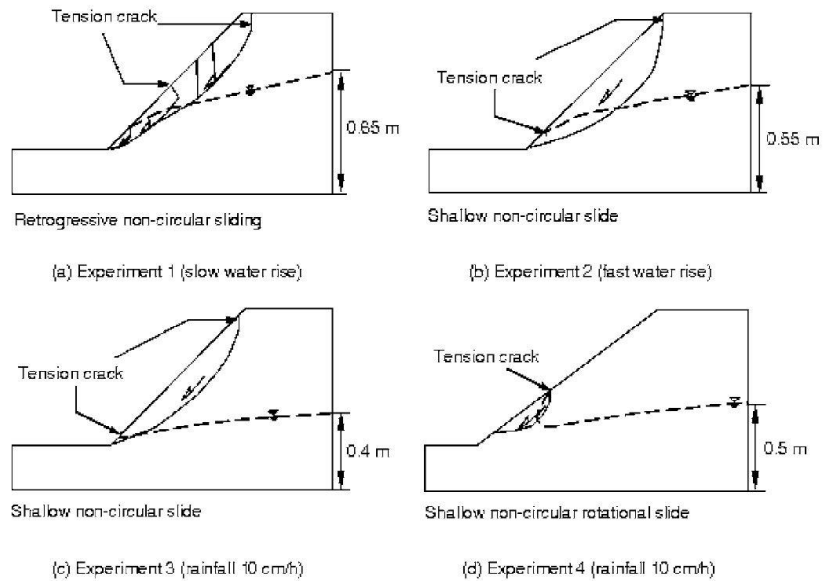 Tension crack
0.65 m
Retrogressive non-circular sliding
(a) Experiment 1 (slow water rise)
Tension crack
0.55 m
Shallow non-circular slide
(b) Experiment 2 (fast water rise)
Tension crack
0.4 m
Shallow non-circular slide
(c) Experiment 3 (rainfall 10 cm/h)
Tension crack
0.5 m
Shallow non-circular rotational slide
(d) Experiment 4 (rainfall 10 cm/h)